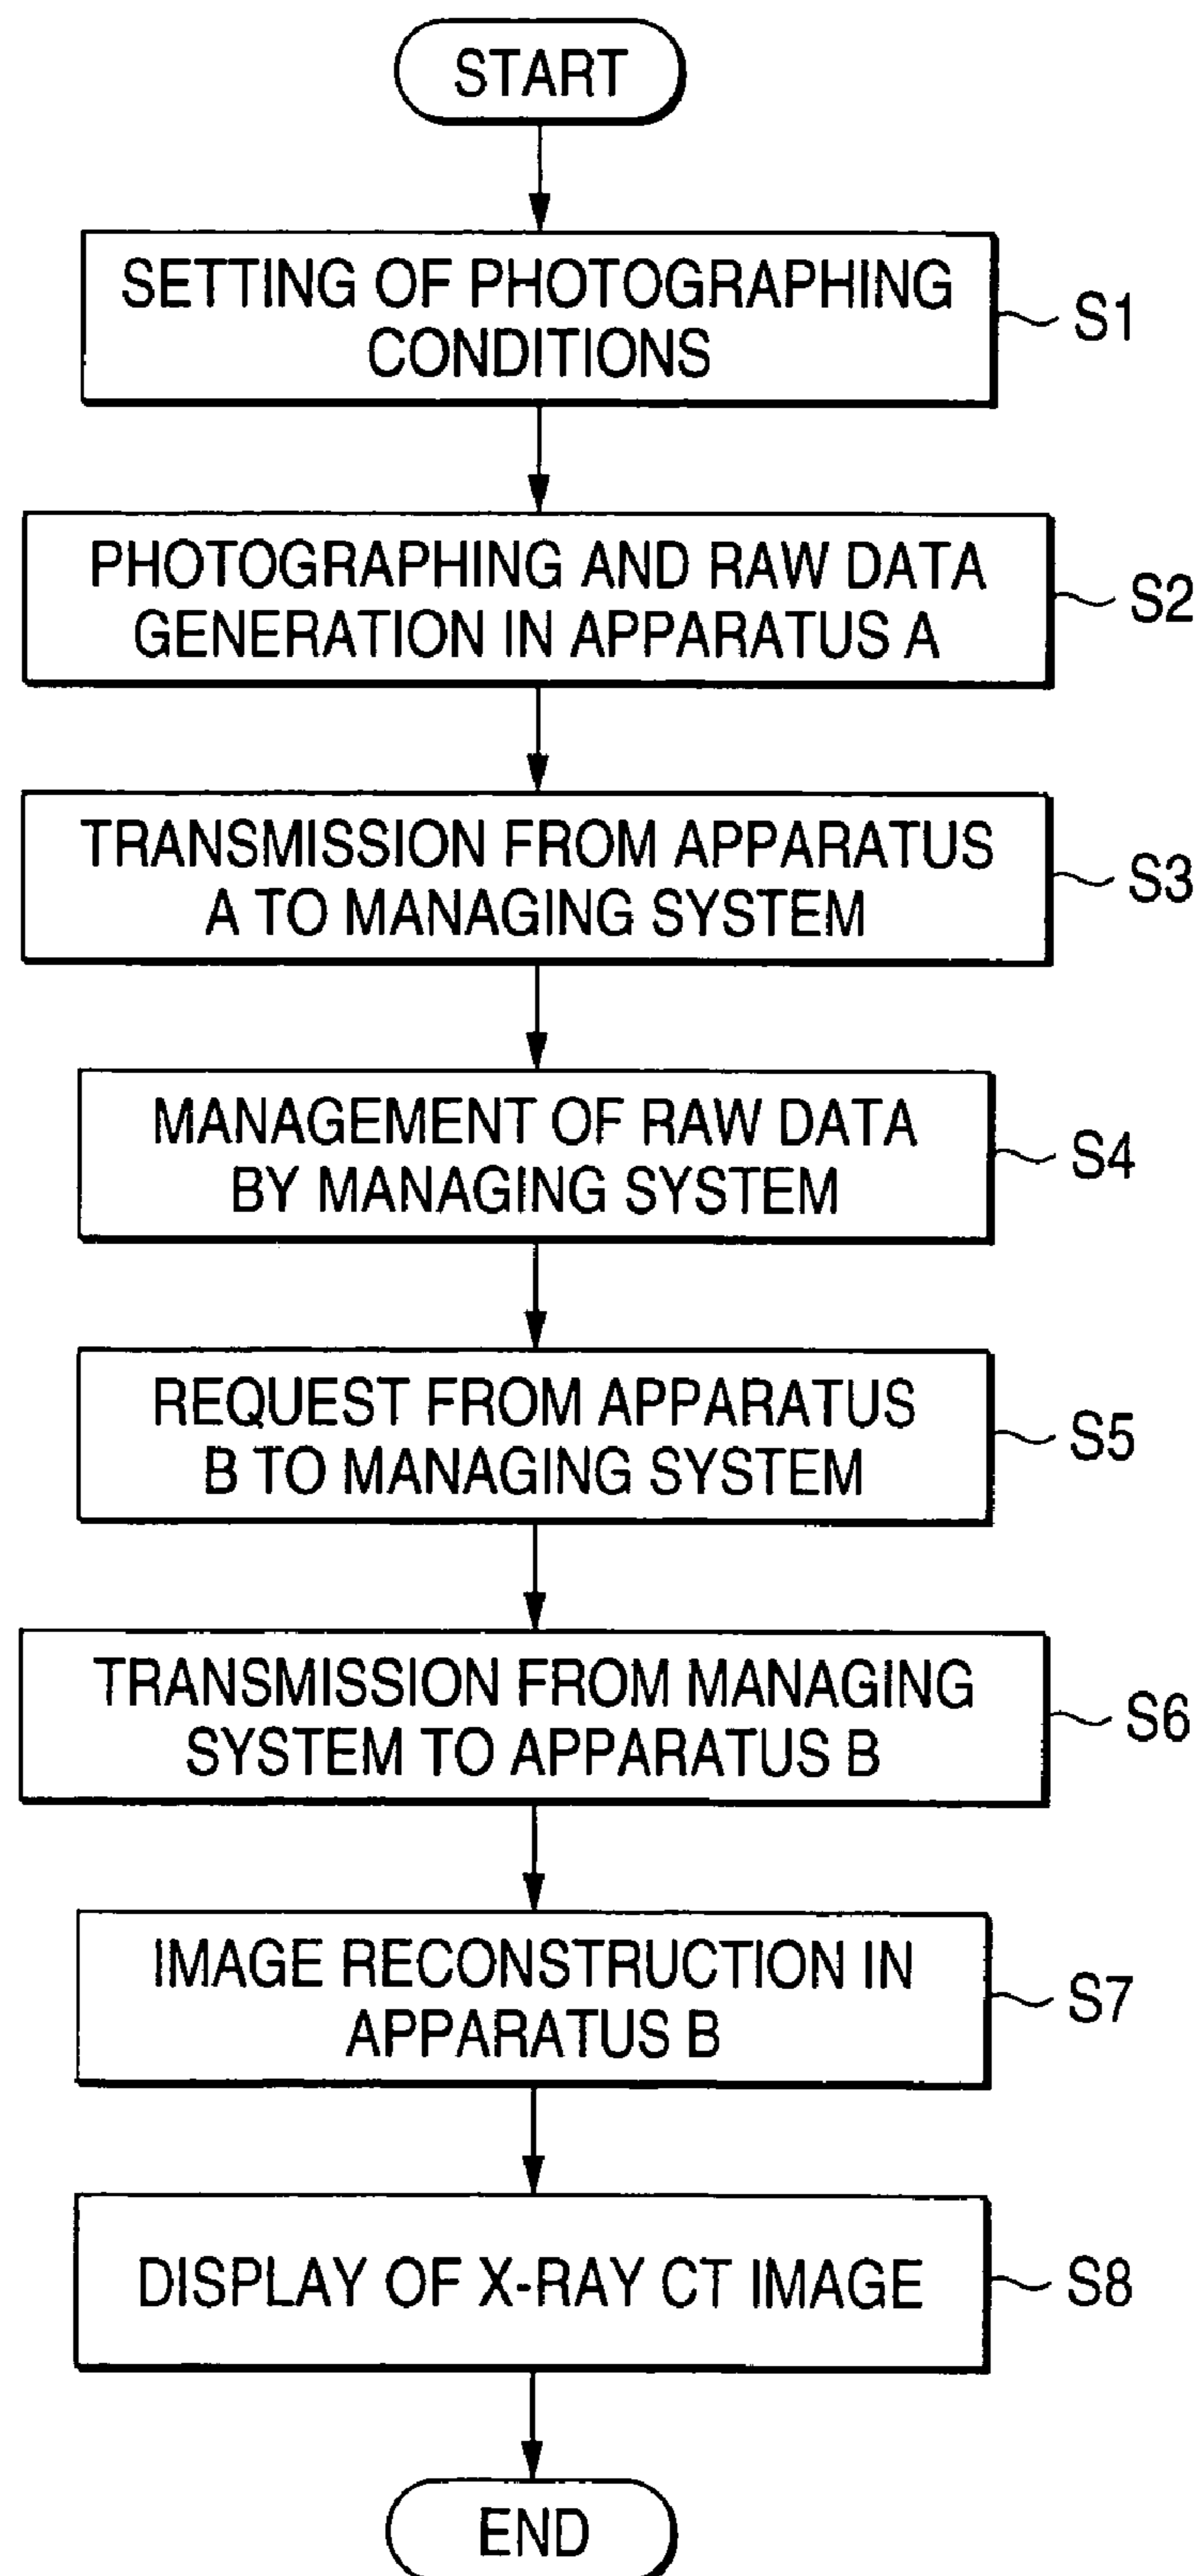 START
SETTING OF PHOTOGRAPHING
CONDITIONS
S1
PHOTOGRAPHING AND RAW DATA
GENERATION IN APPARATUS A
S2
TRANSMISSION FROM APPARATUS
A TO MANAGING SYSTEM
S3
MANAGEMENT OF RAW DATA
BY MANAGING SYSTEM
S4
REQUEST FROM APPARATUS
B TO MANAGING SYSTEM
S5
TRANSMISSION FROM MANAGING
SYSTEM TO APPARATUS B
S6
IMAGE RECONSTRUCTION IN
APPARATUS B
S7
DISPLAY OF X-RAY CT IMAGE
S8
END